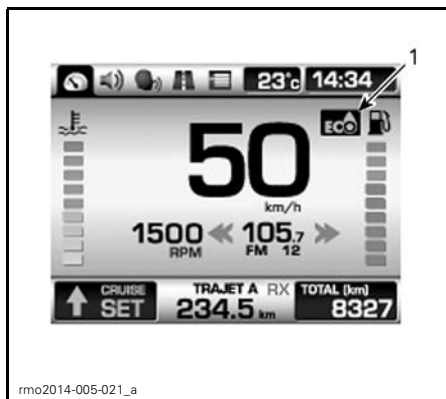 1
23°c 14:34
ECO
50
km/h
1500 105.7
RPM FM 12
CRUISE TRAJET A RX TOTAL [km]
SET 234.5 km 8327
rmo2014-005-021_a